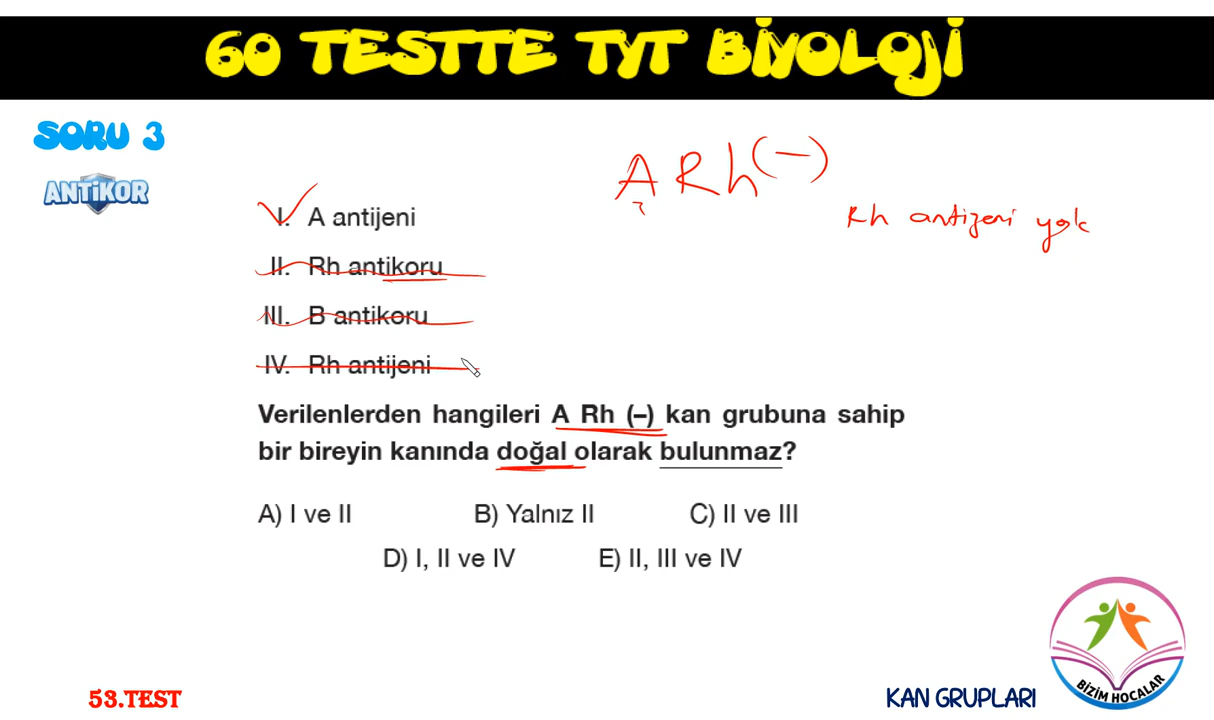 60 TESTTE TYT BİYOLOJİ
SORU 3
ANTİKOR
A Rh (–)
Rh antijeni yok
I. A antijeni
II. Rh antikoru
III. B antikoru
IV. Rh antijeni
Verilenlerden hangileri A Rh (–) kan grubuna sahip
bir bireyin kanında doğal olarak bulunmaz?
A) I ve II
B) Yalnız II
C) II ve III
D) I, II ve IV
E) II, III ve IV
BİZİM HOCALAR
53.TEST
KAN GRUPLARI